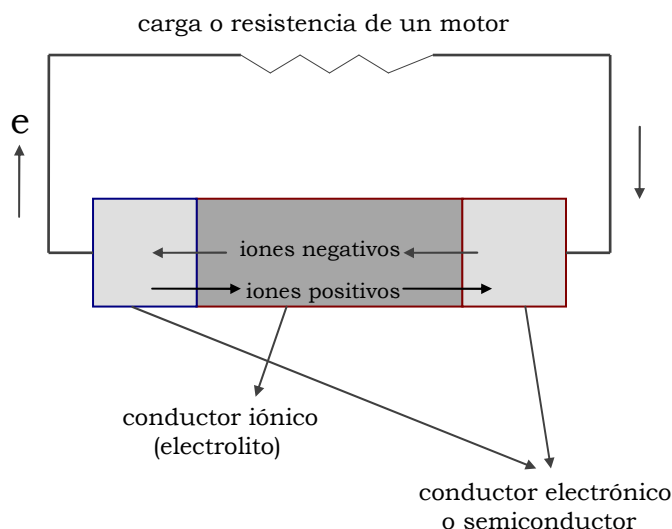 carga o resistencia de un motor
e
iones negativos
iones positivos
conductor iónico
(electrolito)
conductor electrónico
o semiconductor